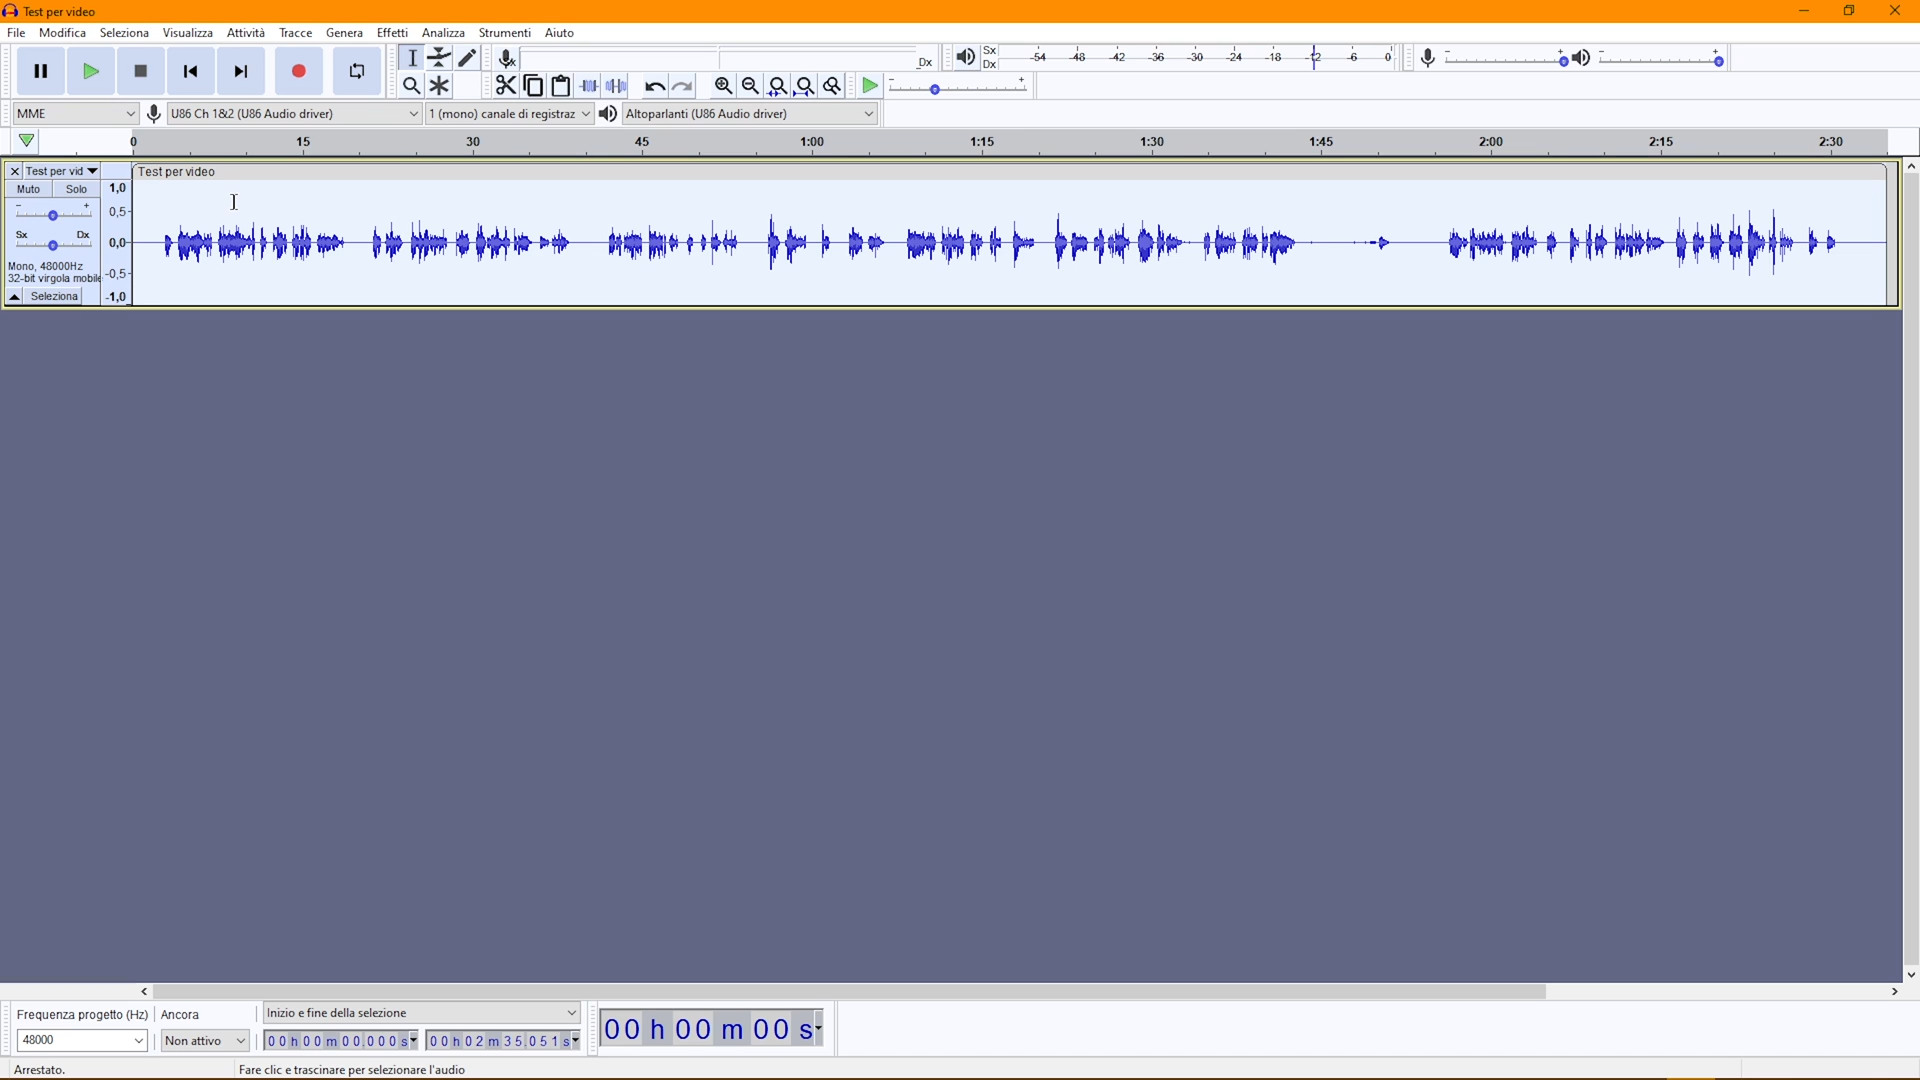 Test per video
File Modifica Seleziona Visualizza Attività Tracce Genera Effetti Analizza Strumenti Aiuto
Dx
Sx
Dx
-54 -48 -42 -36 -30 -24 -18 -12 -6 0
- +
- +
- +
MME
U86 Ch 1&2 (U86 Audio driver)
1 (mono) canale di registraz
Altoparlanti (U86 Audio driver)
0 15 30 45 1:00 1:15 1:30 1:45 2:00 2:15 2:30
Test per vid
Test per video
Muto Solo
- +
Sx Dx
Mono, 48000Hz
32-bit virgola mobile
Seleziona
1,0
0,5
0,0
-0,5
-1,0
Frequenza progetto (Hz) Ancora
Inizio e fine della selezione
48000
Non attivo
00 h 00 m 00.000 s
00 h 02 m 35.051 s
00 h 00 m 00 s
Arrestato.
Fare clic e trascinare per selezionare l'audio